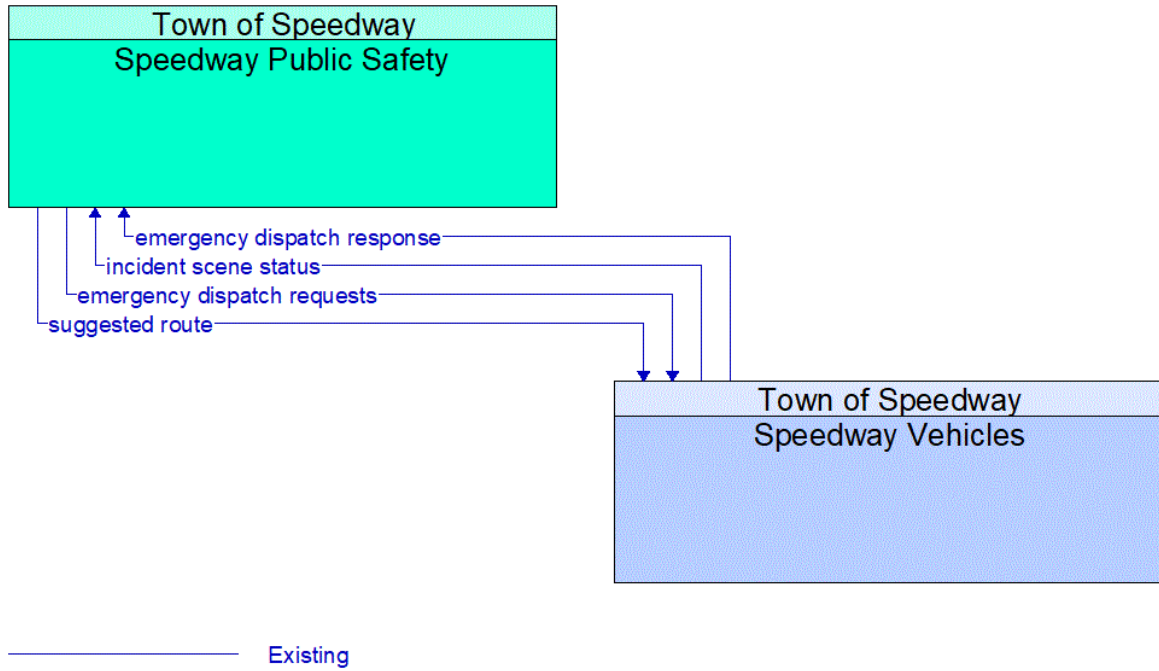 Town of Speedway
Speedway Public Safety
emergency dispatch response
incident scene status
emergency dispatch requests
suggested route
Town of Speedway
Speedway Vehicles
Existing